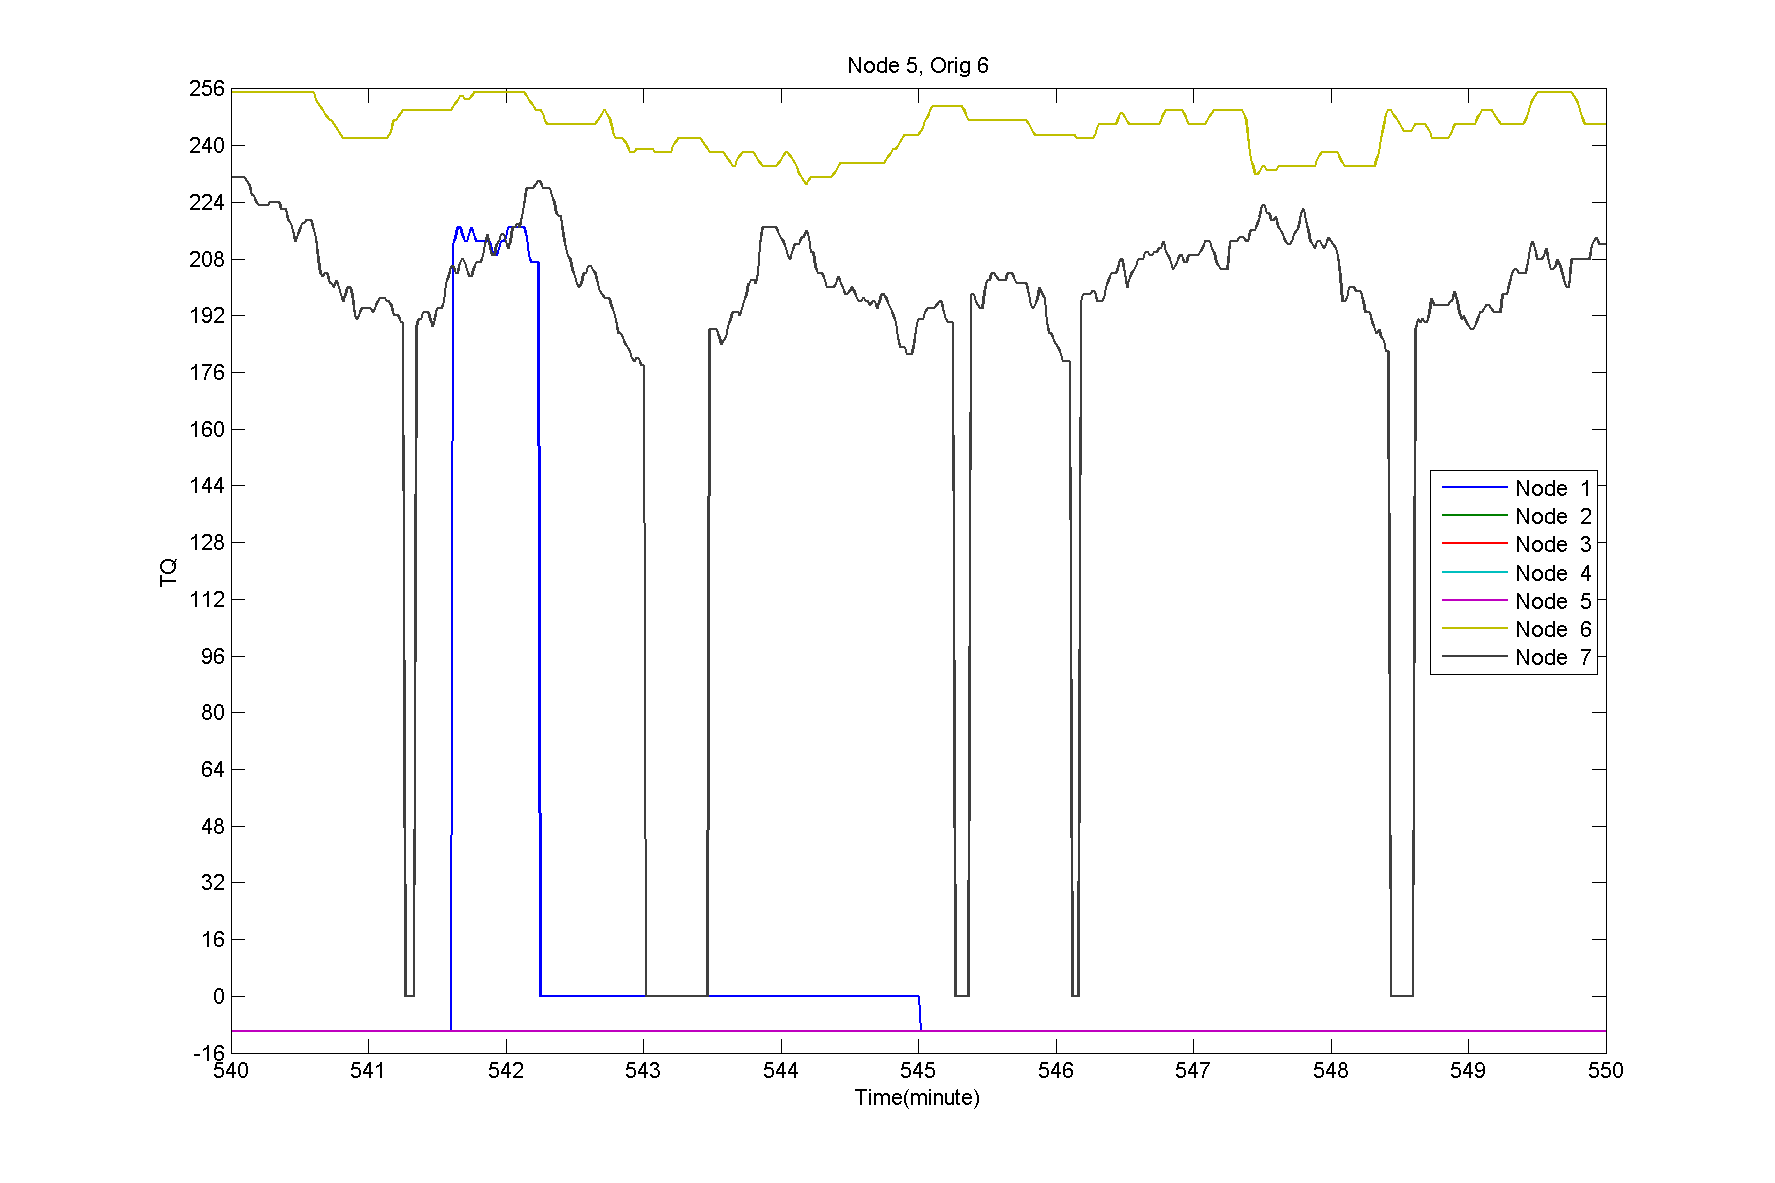 Node 5, Orig 6
256
240
224
208
192
176
160
144
128
112
96
80
64
48
32
16
0
-16
TQ
Node 1
Node 2
Node 3
Node 4
Node 5
Node 6
Node 7
540 541 542 543 544 545 546 547 548 549 550
Time(minute)